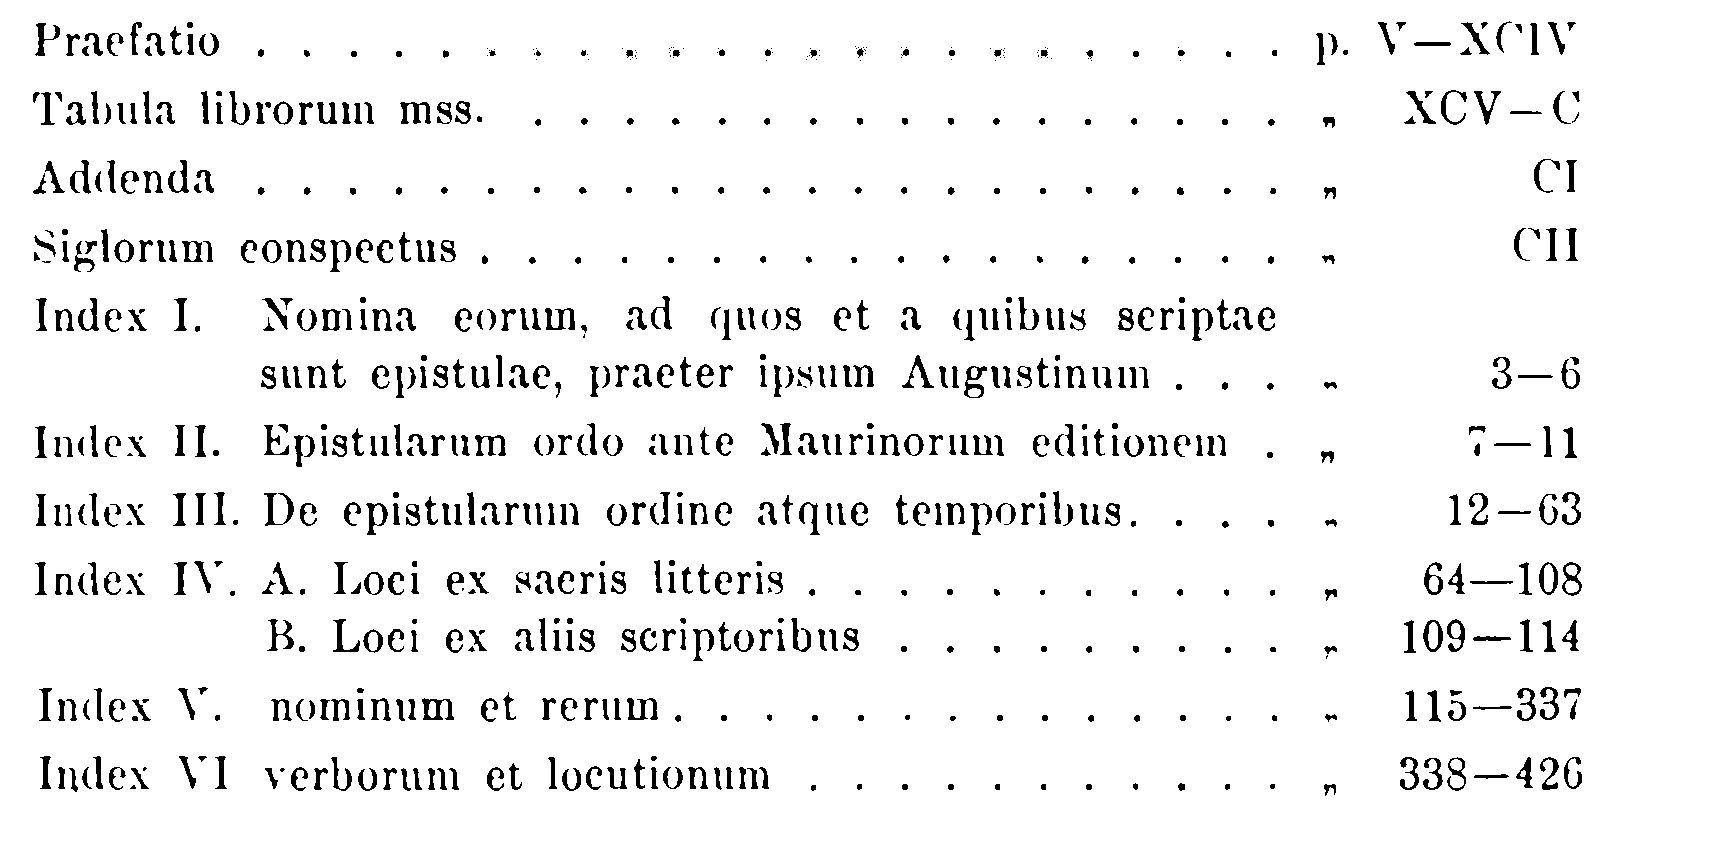 Praefatio . . . . . . . . . . . . . . . . . . . . . . . p. V—XCIV
Tabula librorum mss. . . . . . . . . . . . . . . . . . „ XCV—C
Addenda . . . . . . . . . . . . . . . . . . . . . . . „ CI
Siglorum conspectus . . . . . . . . . . . . . . . . . . „ CII
Index I. Nomina eorum, ad quos et a quibus scriptae
sunt epistulae, praeter ipsum Augustinum . . . „ 3—6
Index II. Epistularum ordo ante Maurinorum editionem . „ 7—11
Index III. De epistularum ordine atque temporibus. . . . „ 12—63
Index IV. A. Loci ex sacris litteris . . . . . . . . . . . „ 64—108
B. Loci ex aliis scriptoribus . . . . . . . . . „ 109—114
Index V. nominum et rerum . . . . . . . . . . . . . . „ 115—337
Index VI verborum et locutionum . . . . . . . . . . . „ 338—426